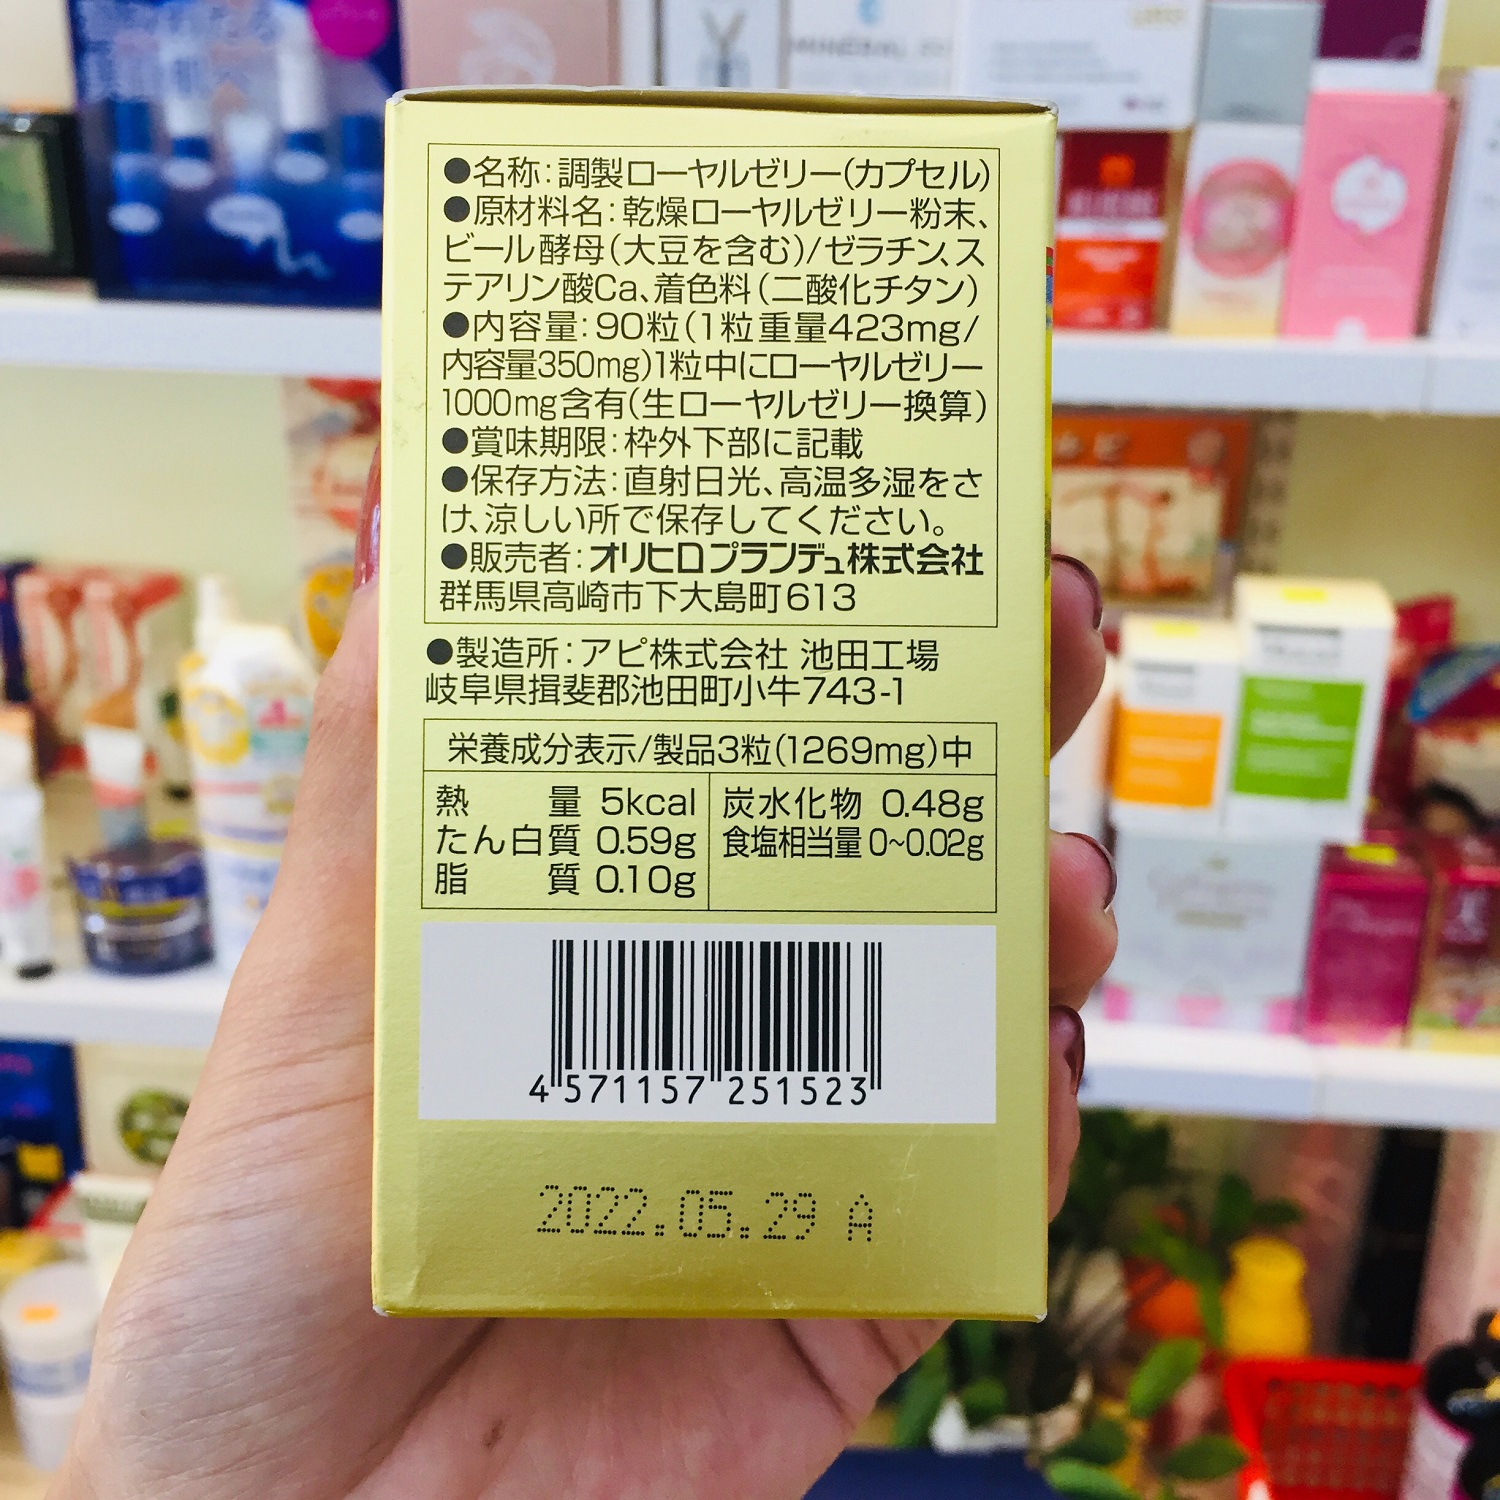 ●名称:調製ローヤルゼリー(カプセル)
●原材料名:乾燥ローヤルゼリー粉末、
ビール酵母(大豆を含む)/ゼラチン、ス
テアリン酸Ca、着色料(二酸化チタン)
●内容量:90粒(1粒重量423mg/
内容量350mg)1粒中にローヤルゼリー
1000mg含有(生ローヤルゼリー換算)
●賞味期限:枠外下部に記載
●保存方法:直射日光、高温多湿をさ
け、涼しい所で保存してください。
●販売者:オリヒロプランデュ株式会社
群馬県高崎市下大島町613
●製造所:アピ株式会社 池田工場
岐阜県揖斐郡池田町小牛743-1
栄養成分表示/製品3粒(1269mg)中
熱 量 5kcal
たん白質 0.59g
脂 質 0.10g
炭水化物 0.48g
食塩相当量 0~0.02g
4 571157 251523
2022.05.29 A